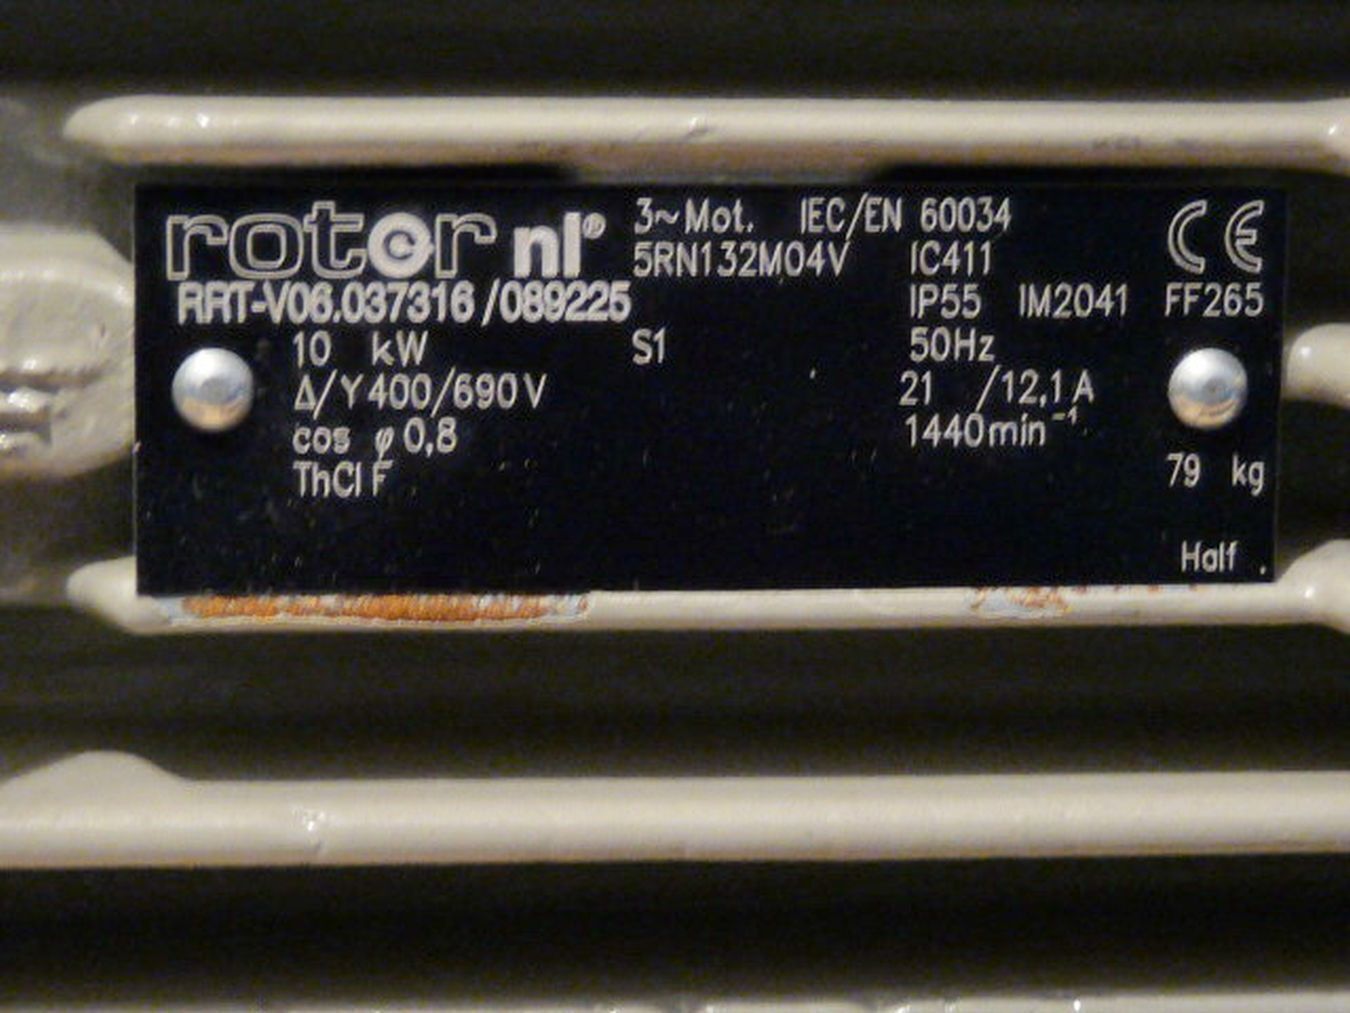 rotor nl® 3~Mot. IEC/EN 60034 CE
5RN132M04V IC411
RRT-V06.037316 /089225 IP55 IM2041 FF265
10 kW S1 50Hz
Δ/Y 400/690 V 21 /12,1 A
cos φ 0,8 1440 min⁻¹
ThCl F 79 kg
Half .